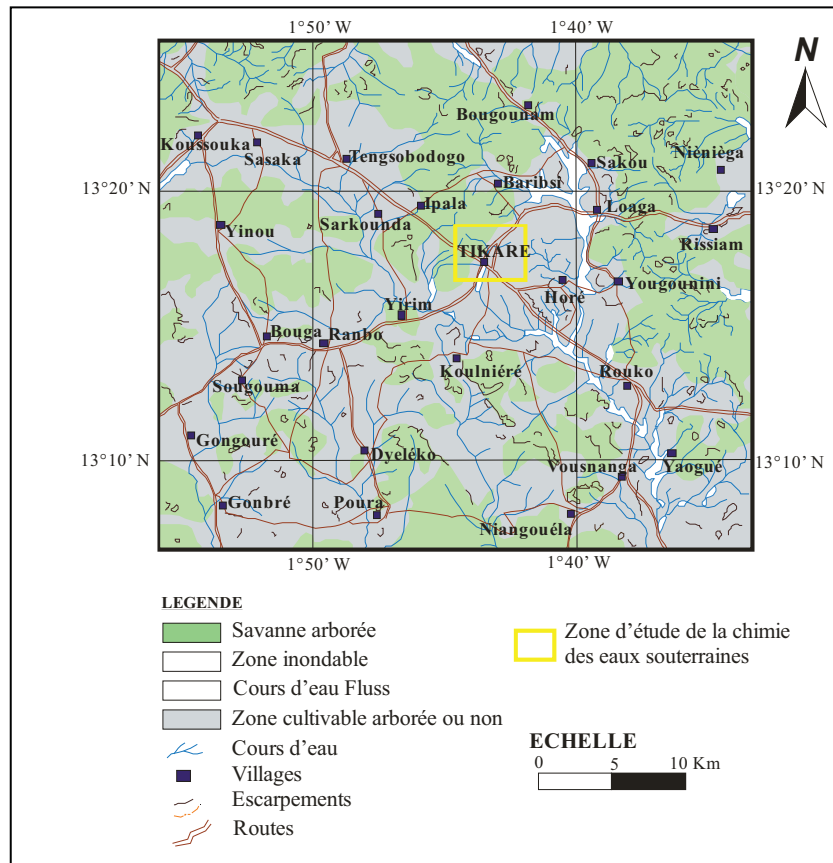 1°50' W
1°40' W
N
Bougounam
Koussouka
Sasaka
Tengsobodogo
Sakou
Niènièga
Baribsi
13°20' N
13°20' N
Ipala
Loaga
Sarkounda
Yinou
Rissiam
TIKARE
Horé
Yougounini
Yirim
Bouga
Ranbo
Koulniéré
Rouko
Sougouma
Gongouré
Dyeléko
13°10' N
13°10' N
Vousnanga
Yaogué
Gonbré
Poura
Niangouéla
1°50' W
1°40' W
LEGENDE
Savanne arborée
Zone inondable
Cours d'eau Fluss
Zone cultivable arborée ou non
Cours d'eau
Villages
Escarpements
Routes
Zone d'étude de la chimie
des eaux souterraines
ECHELLE
0 5 10 Km